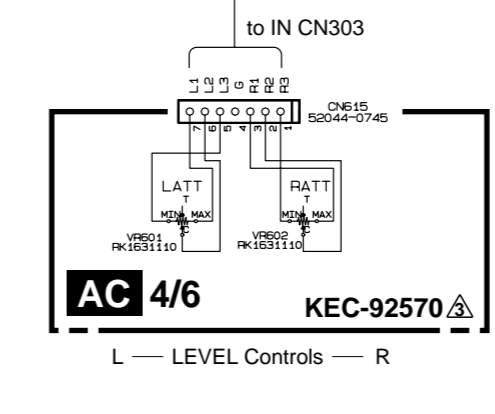 to IN CN303
L1 L2 L3 G R1 R2 R3
CN615
52044-0745
7 6 5 4 3 2 1
LATT RATT
T T
MIN MAX MIN MAX
C C
VR601 VR602
RK1631110 RK1631110
AC 4/6 KEC-92570 3
L — LEVEL Controls — R